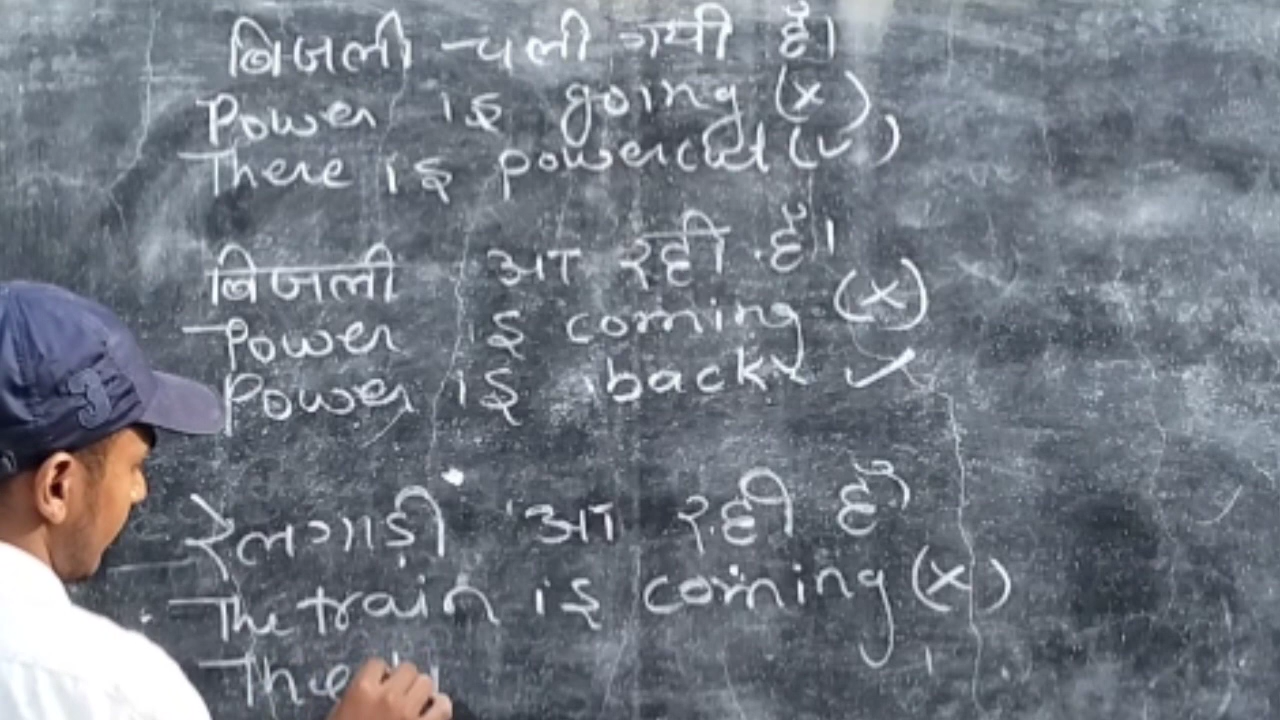 बिजली चली गयी है।
Power is going (x)
There is powercut (✓)
बिजली आ रही है।
Power is coming (x)
Power is back ✓
रेलगाड़ी आ रही है
The train is coming (x)
The